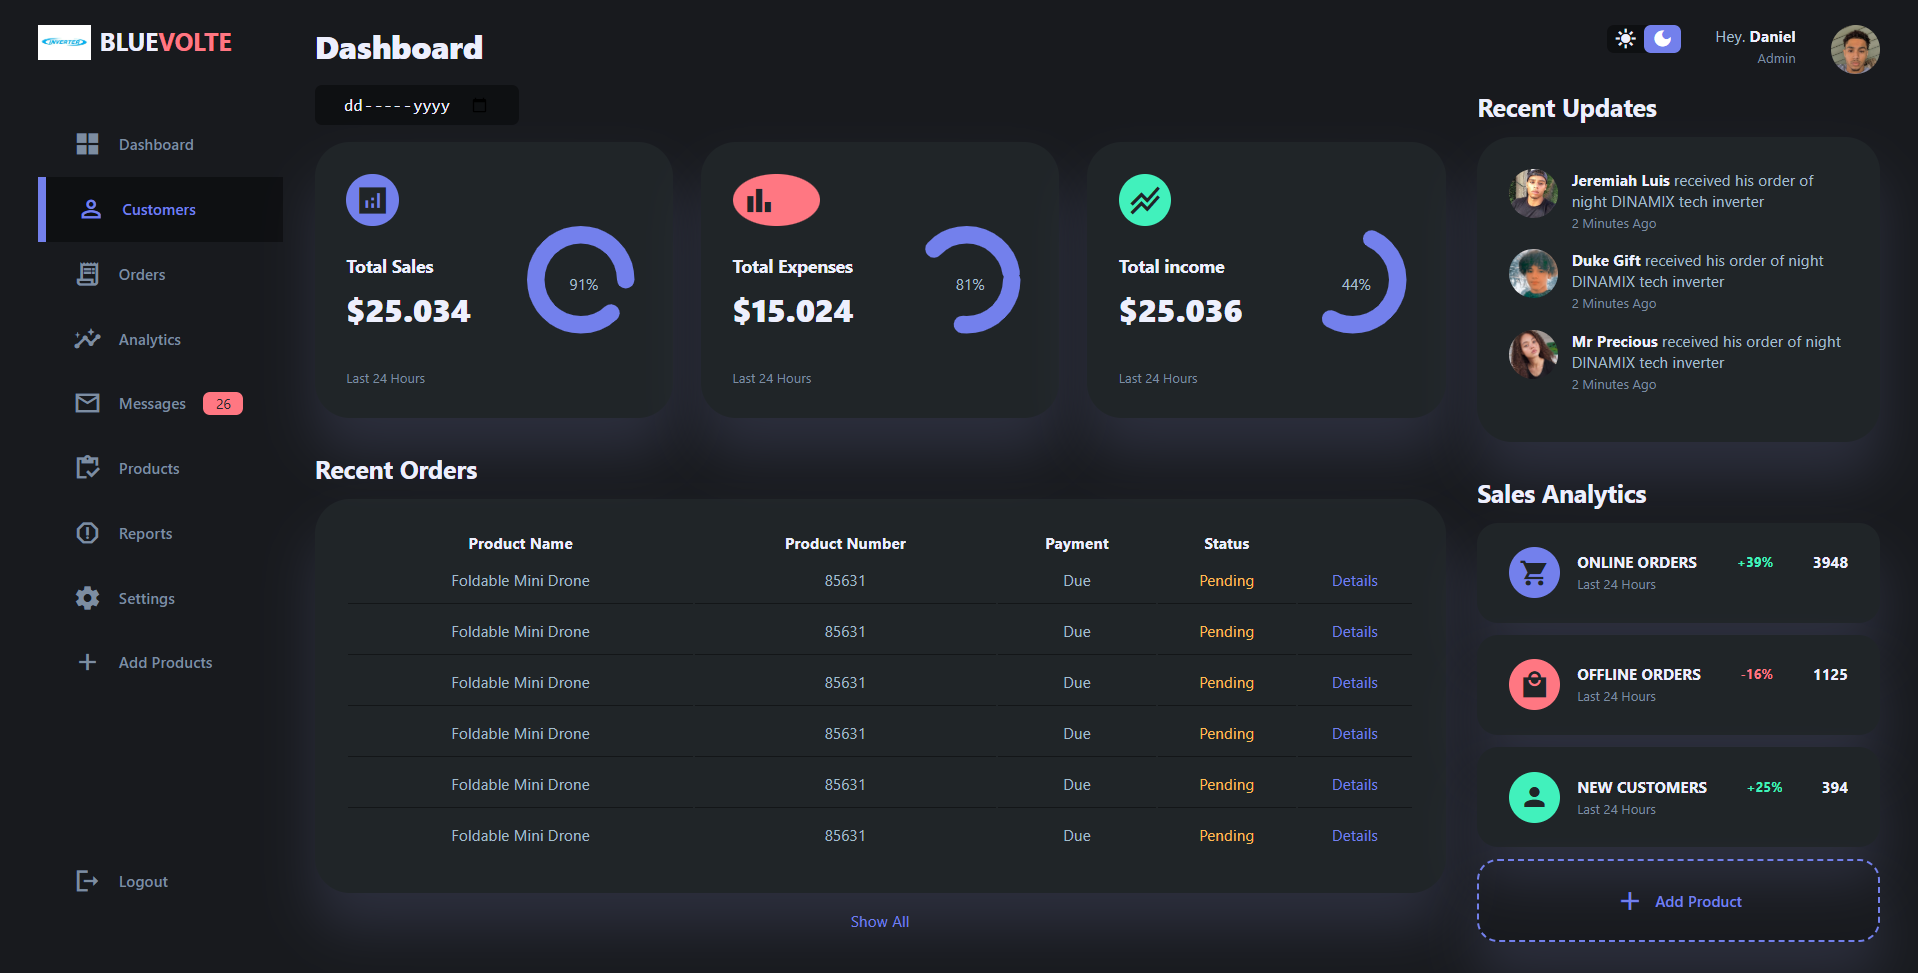 INVERTER
BLUEVOLTE
Dashboard
Customers
Orders
Analytics
Messages 26
Products
Reports
Settings
Add Products
Logout
Dashboard
dd-----yyyy
Total Sales
$25.034
91%
Last 24 Hours
Total Expenses
$15.024
81%
Last 24 Hours
Total income
$25.036
44%
Last 24 Hours
Recent Orders
Product Name Product Number Payment Status
Foldable Mini Drone 85631 Due Pending Details
Foldable Mini Drone 85631 Due Pending Details
Foldable Mini Drone 85631 Due Pending Details
Foldable Mini Drone 85631 Due Pending Details
Foldable Mini Drone 85631 Due Pending Details
Foldable Mini Drone 85631 Due Pending Details
Show All
Hey. Daniel
Admin
Recent Updates
Jeremiah Luis received his order of
night DINAMIX tech inverter
2 Minutes Ago
Duke Gift received his order of night
DINAMIX tech inverter
2 Minutes Ago
Mr Precious received his order of night
DINAMIX tech inverter
2 Minutes Ago
Sales Analytics
ONLINE ORDERS +39% 3948
Last 24 Hours
OFFLINE ORDERS -16% 1125
Last 24 Hours
NEW CUSTOMERS +25% 394
Last 24 Hours
Add Product